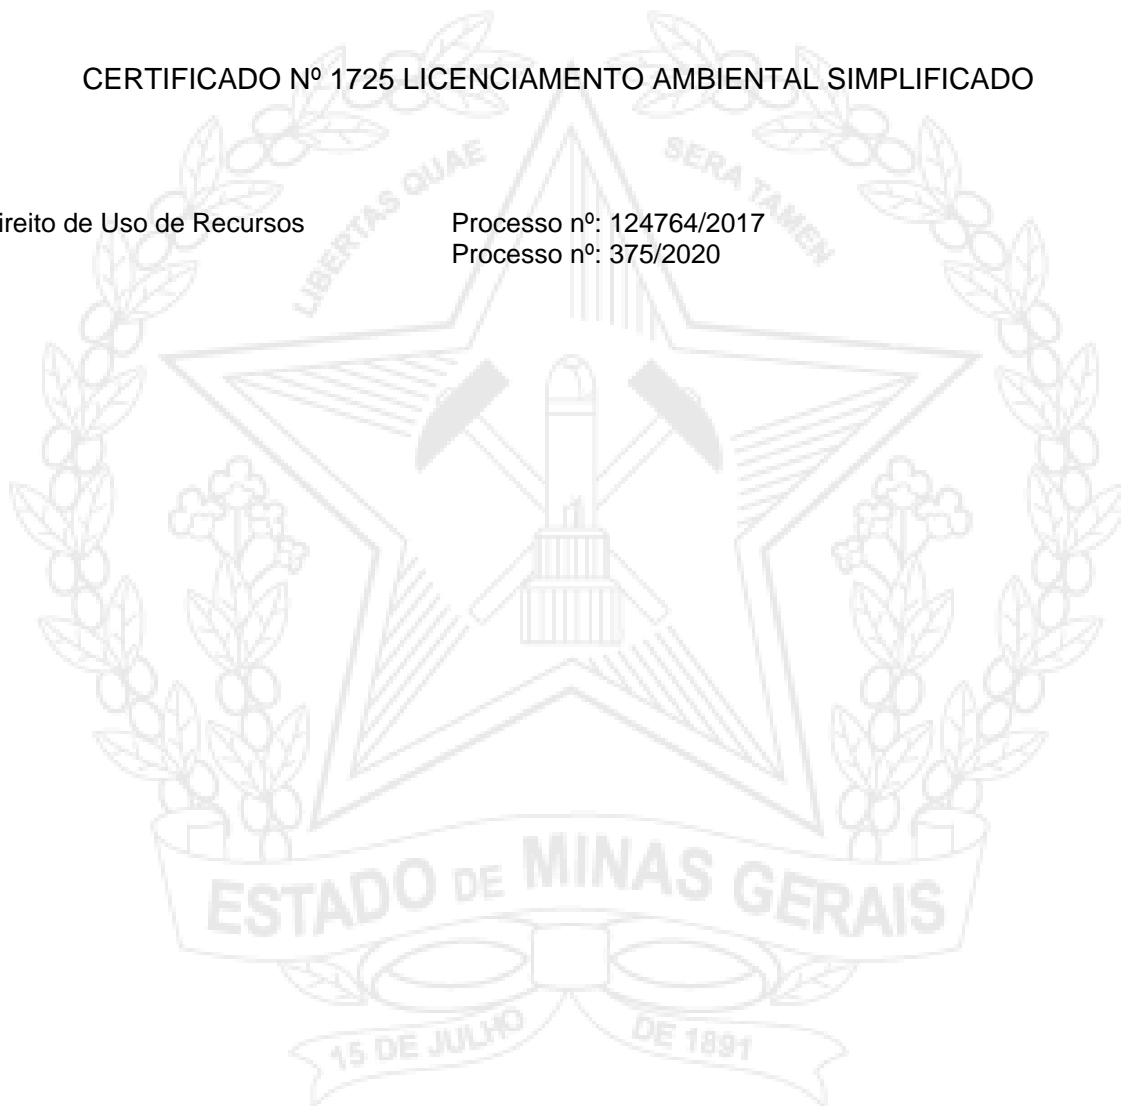 CERTIFICADO Nº 1725 LICENCIAMENTO AMBIENTAL SIMPLIFICADO
LIBERTAS QUAE SERA TAMEN
ireito de Uso de Recursos Processo nº: 124764/2017
Processo nº: 375/2020
ESTADO DE MINAS GERAIS
15 DE JULHO DE 1891